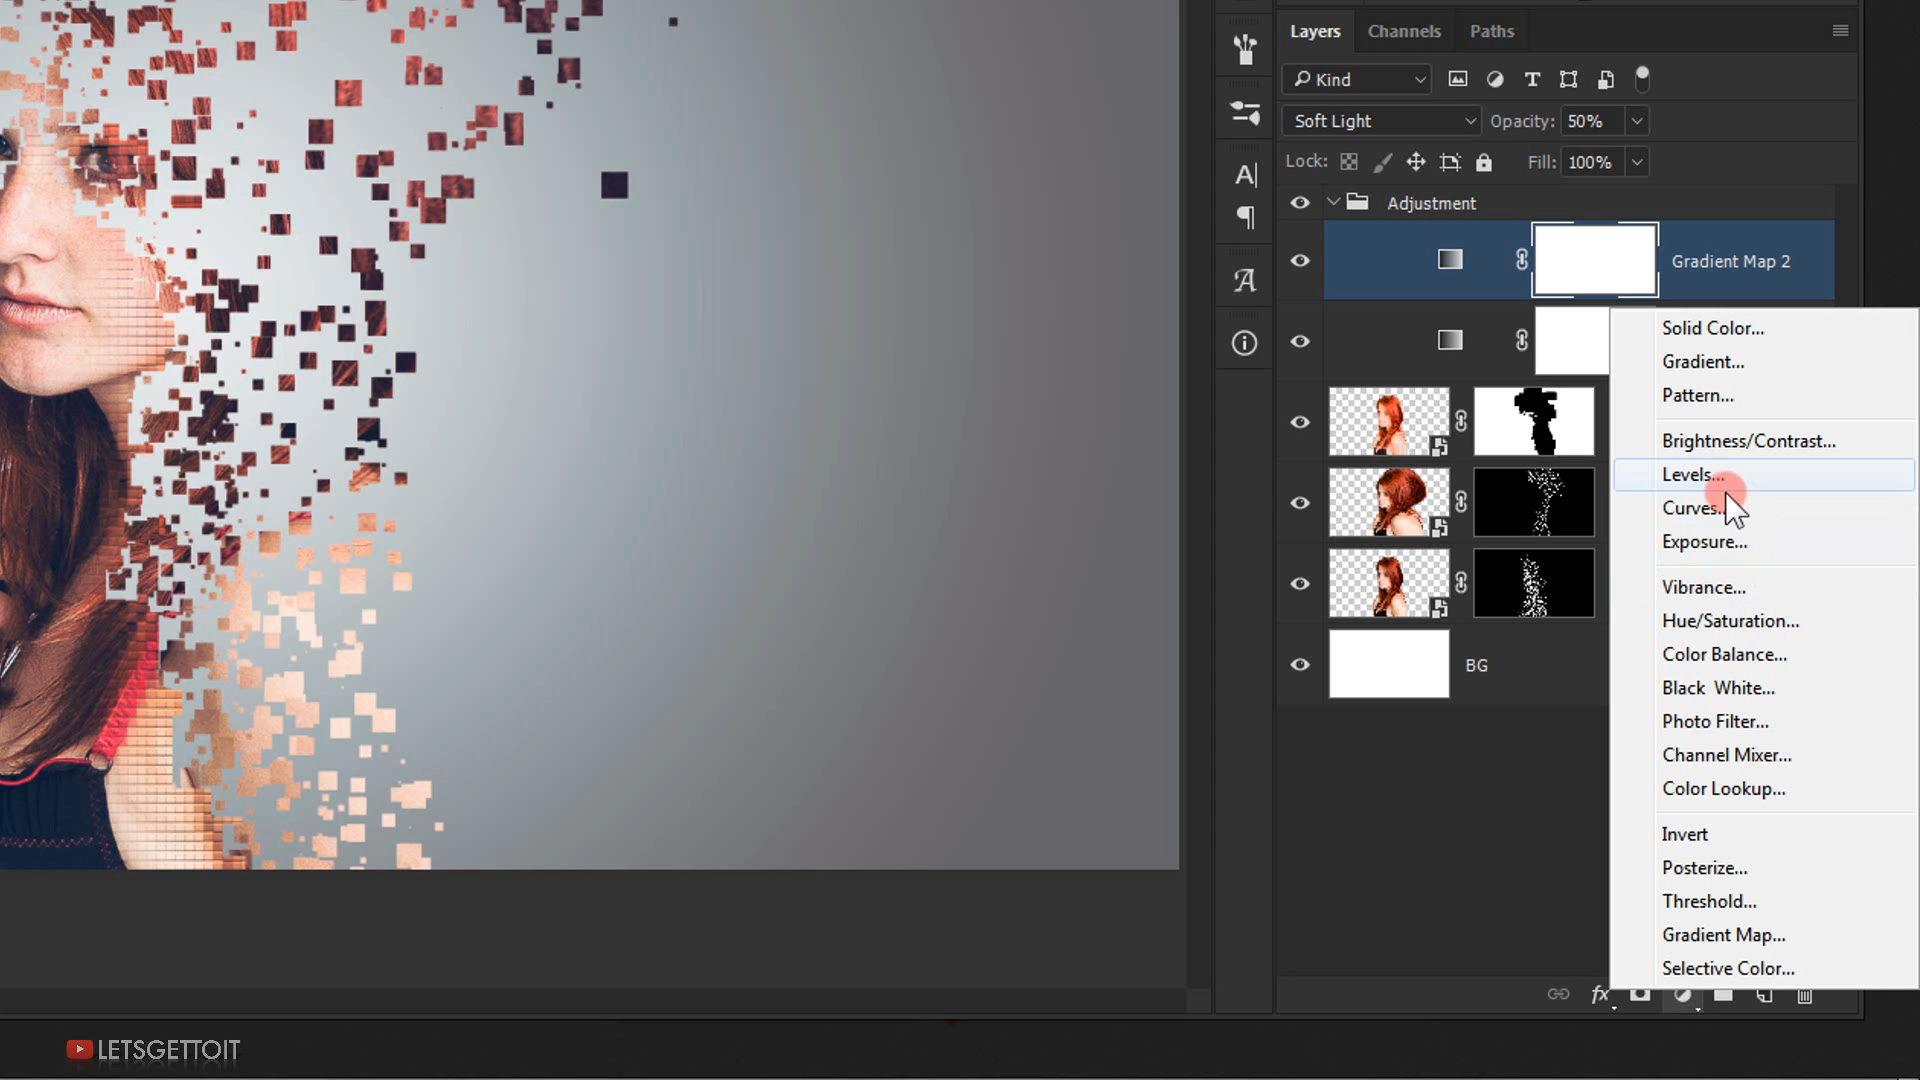 Layers Channels Paths
Kind
Soft Light Opacity: 50%
Lock: Fill: 100%
Adjustment
Gradient Map 2
Solid Color...
Gradient...
Pattern...
Brightness/Contrast...
Levels...
Curves...
Exposure...
Vibrance...
Hue/Saturation...
Color Balance...
Black  White...
Photo Filter...
Channel Mixer...
Color Lookup...
Invert
Posterize...
Threshold...
Gradient Map...
Selective Color...
BG
fx
LETSGETTOIT